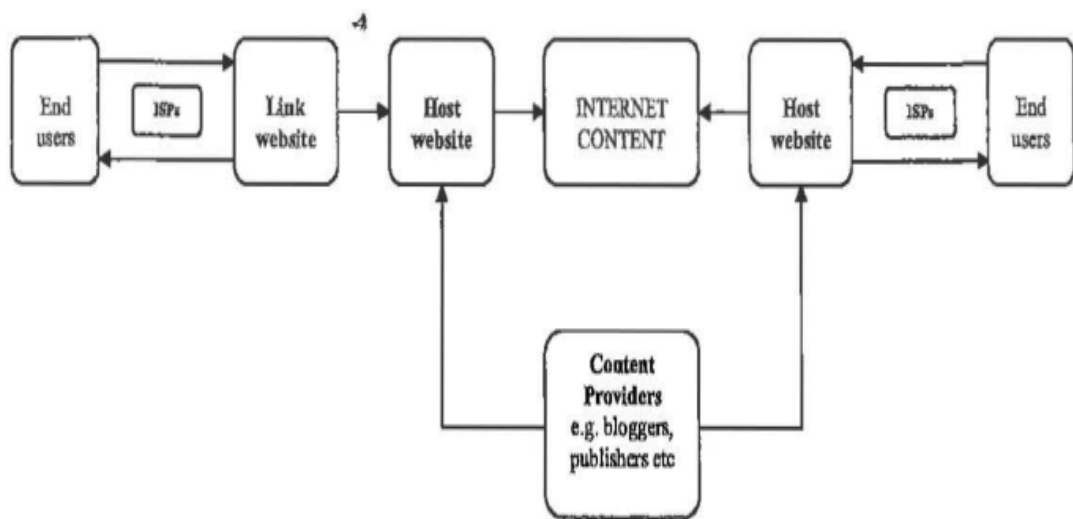 End
users
ISPs
Link
website
Host
website
INTERNET
CONTENT
Host
website
ISPs
End
users
Content
Providers
e.g. bloggers,
publishers etc